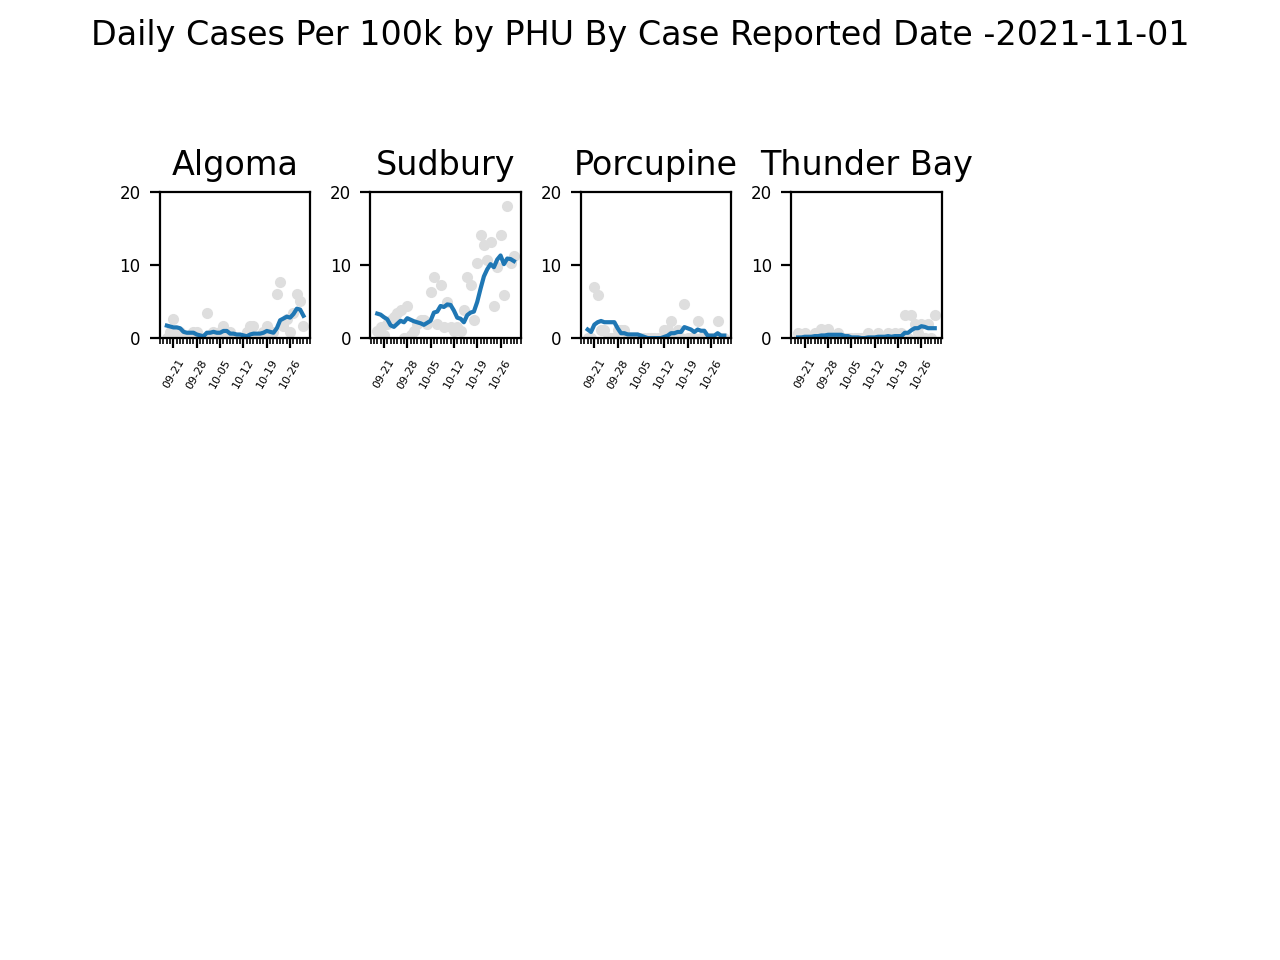 Daily Cases Per 100k by PHU By Case Reported Date -2021-11-01
Algoma Sudbury Porcupine Thunder Bay
20 20 20 20
10 10 10 10
0 0 0 0
09-21 09-28 10-05 10-12 10-19 10-26 09-21 09-28 10-05 10-12 10-19 10-26 09-21 09-28 10-05 10-12 10-19 10-26 09-21 09-28 10-05 10-12 10-19 10-26